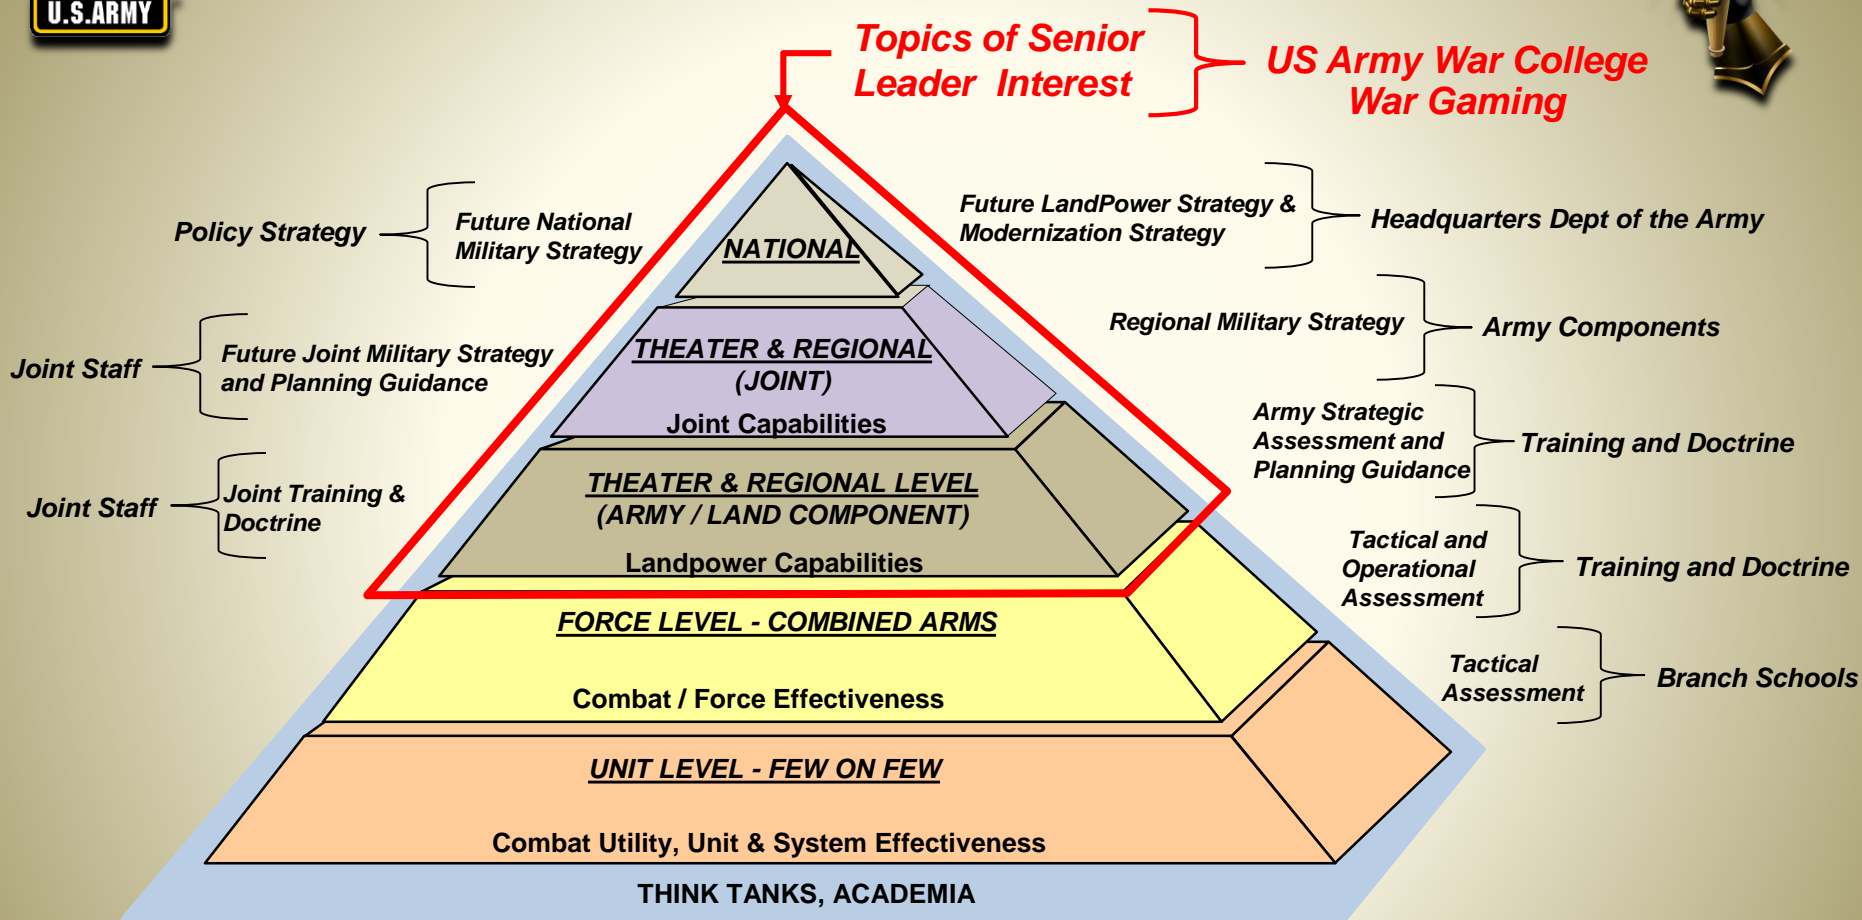 U.S.ARMY
Topics of Senior
Leader Interest
US Army War College
War Gaming
Policy Strategy
Future National
Military Strategy
NATIONAL
Future LandPower Strategy &
Modernization Strategy
Headquarters Dept of the Army
Regional Military Strategy
Army Components
Joint Staff
Future Joint Military Strategy
and Planning Guidance
THEATER & REGIONAL
(JOINT)
Joint Capabilities
Army Strategic
Assessment and
Planning Guidance
Training and Doctrine
Joint Staff
Joint Training &
Doctrine
THEATER & REGIONAL LEVEL
(ARMY / LAND COMPONENT)
Landpower Capabilities
Tactical and
Operational
Assessment
Training and Doctrine
FORCE LEVEL - COMBINED ARMS
Combat / Force Effectiveness
Tactical
Assessment
Branch Schools
UNIT LEVEL - FEW ON FEW
Combat Utility, Unit & System Effectiveness
THINK TANKS, ACADEMIA